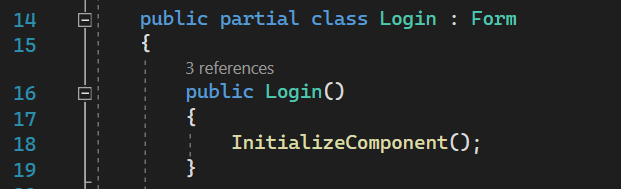 14 public partial class Login : Form
15 {
3 references
16 public Login()
17 {
18 InitializeComponent();
19 }